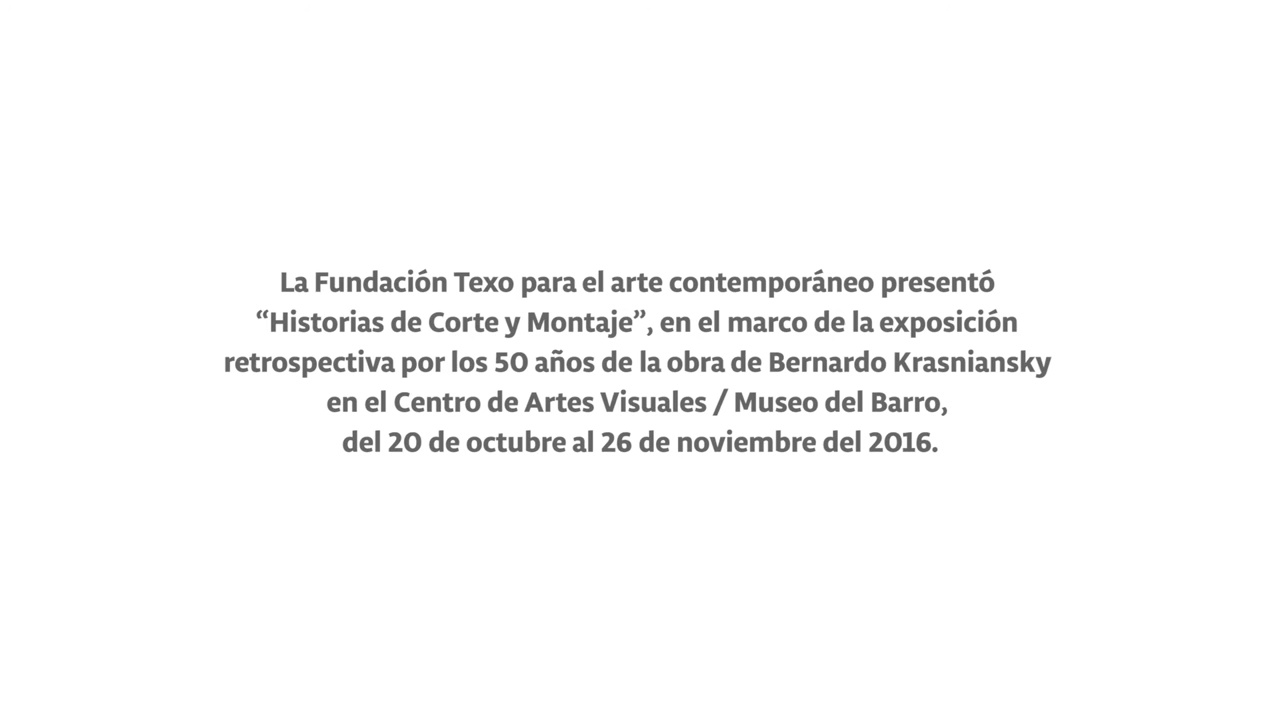 La Fundación Texo para el arte contemporáneo presentó
“Historias de Corte y Montaje”, en el marco de la exposición
retrospectiva por los 50 años de la obra de Bernardo Krasniansky
en el Centro de Artes Visuales / Museo del Barro,
del 20 de octubre al 26 de noviembre del 2016.